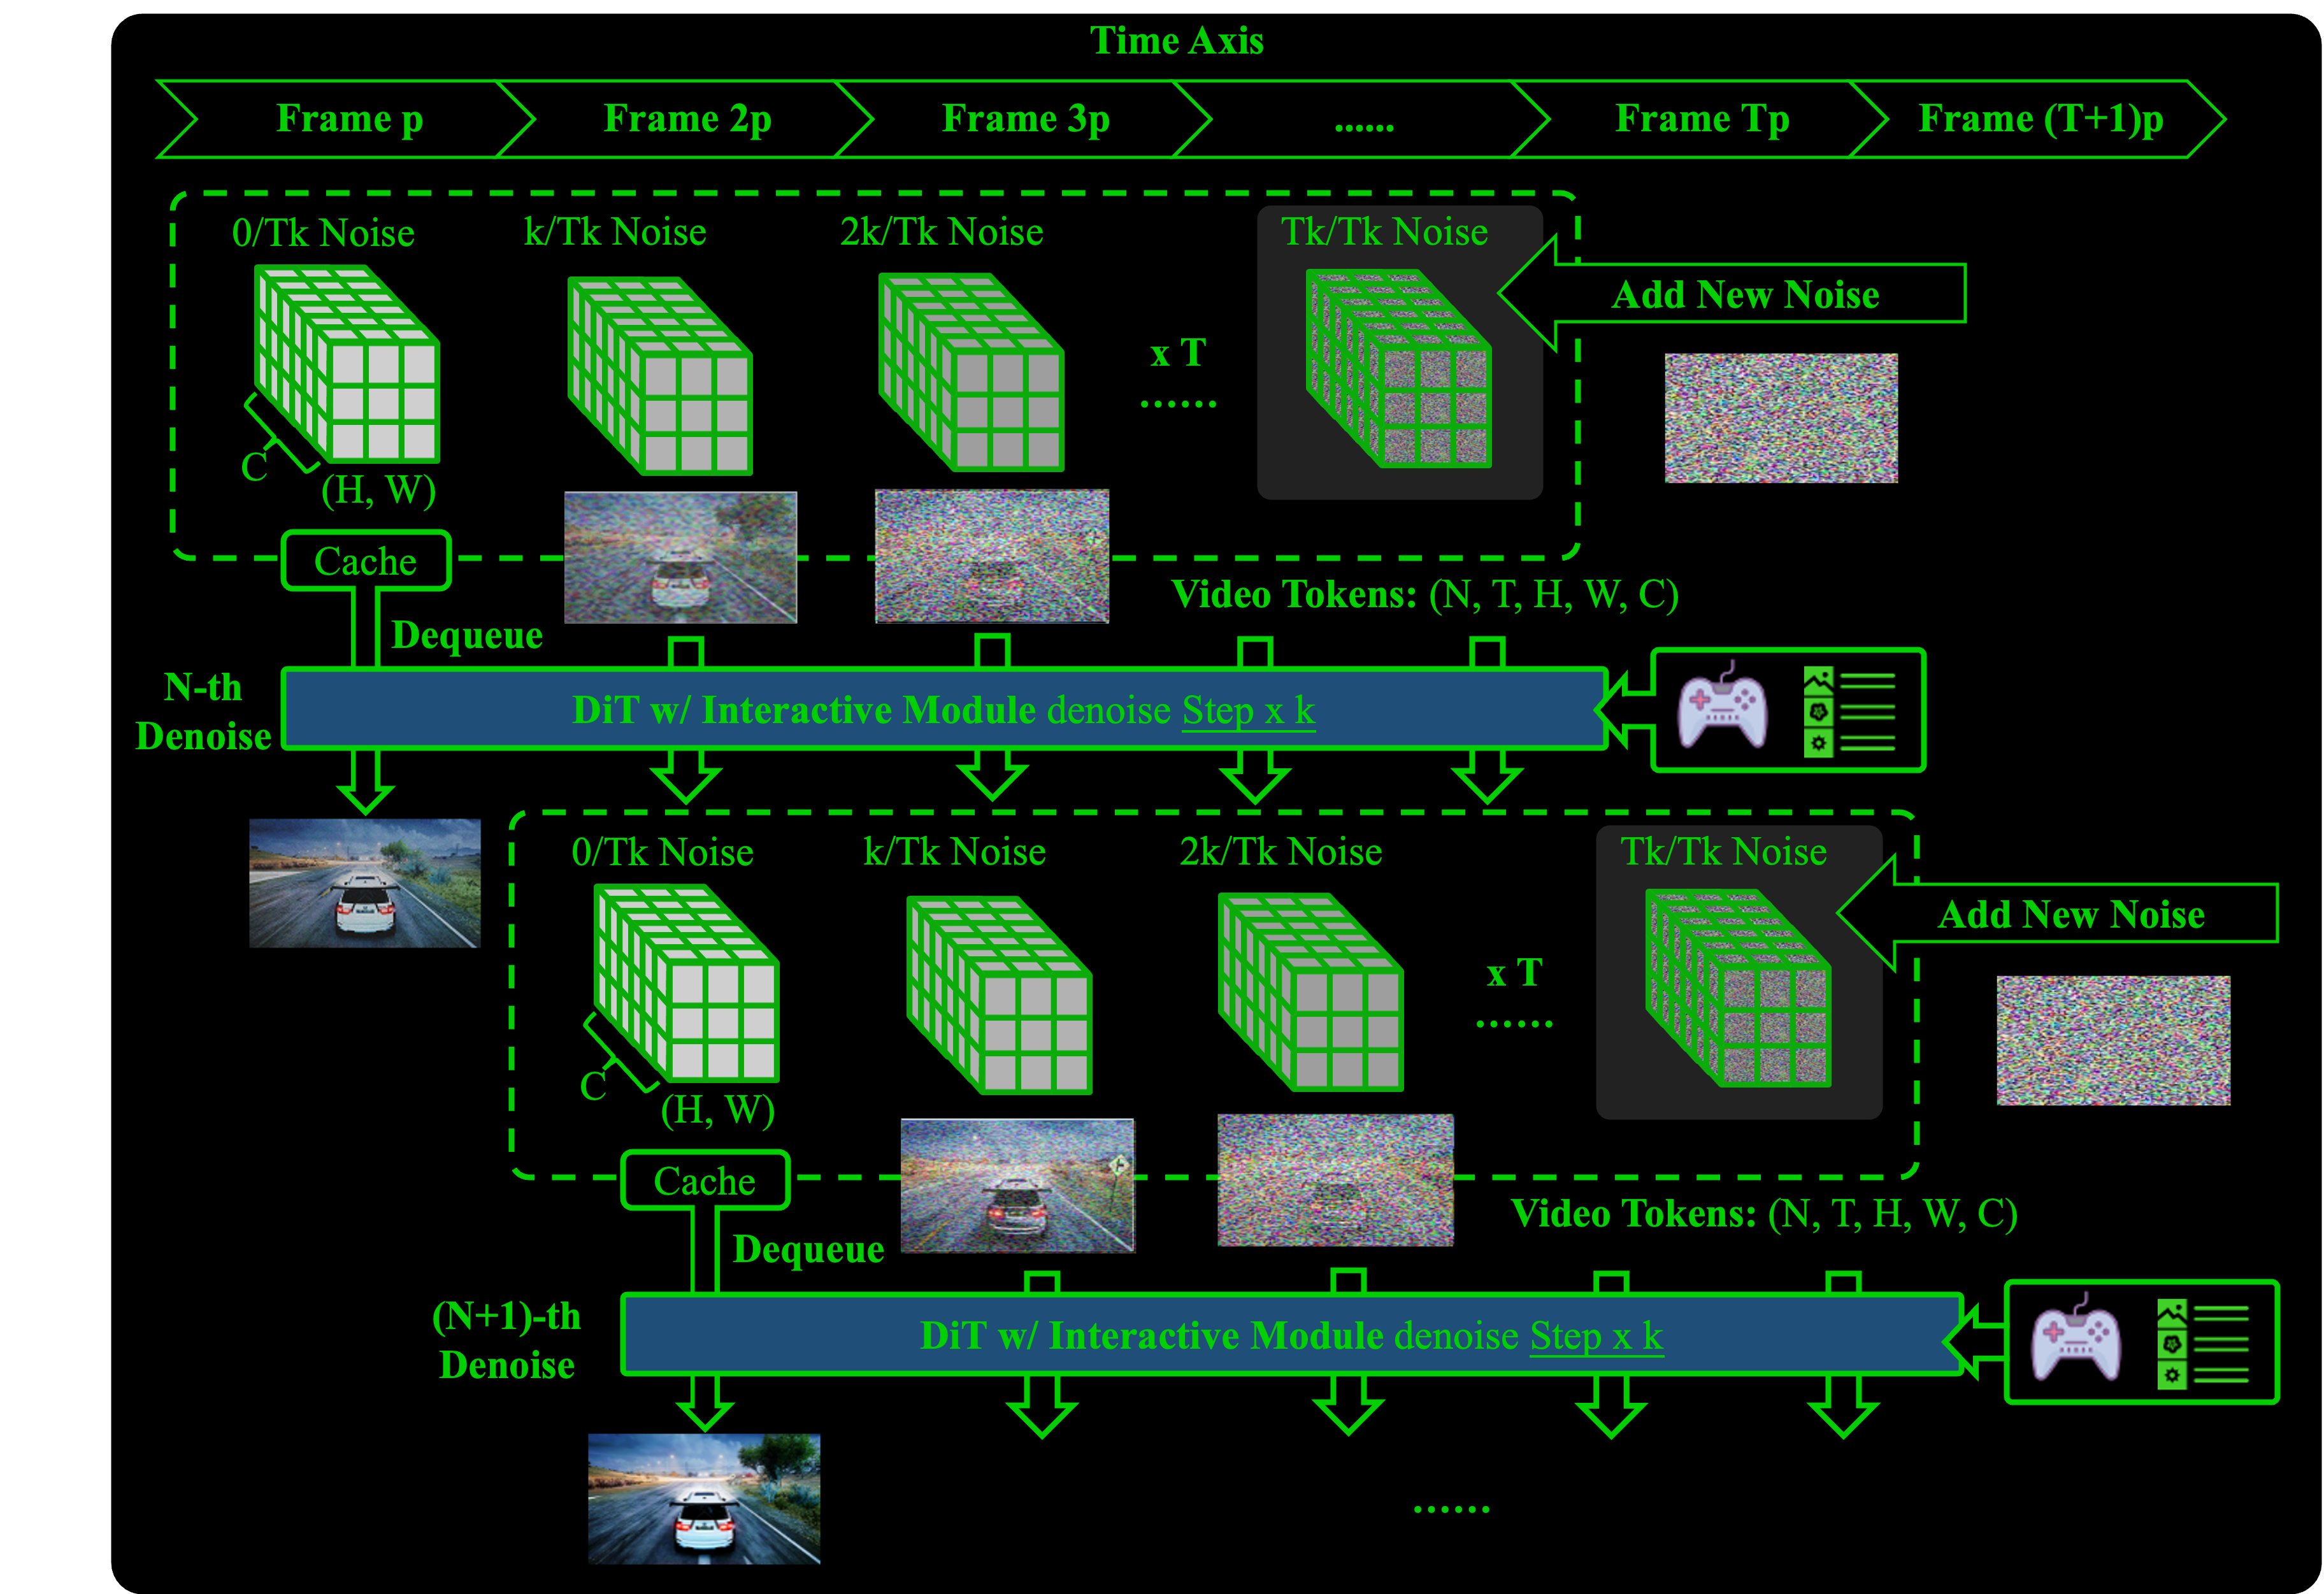 Time Axis
Frame p
Frame 2p
Frame 3p
......
Frame Tp
Frame (T+1)p
0/Tk Noise
k/Tk Noise
2k/Tk Noise
Tk/Tk Noise
Add New Noise
x T
......
C
(H, W)
Cache
Video Tokens: (N, T, H, W, C)
Dequeue
N-th
Denoise
DiT w/ Interactive Module denoise Step x k
0/Tk Noise
k/Tk Noise
2k/Tk Noise
Tk/Tk Noise
Add New Noise
x T
......
C
(H, W)
Cache
Video Tokens: (N, T, H, W, C)
Dequeue
(N+1)-th
Denoise
DiT w/ Interactive Module denoise Step x k
......